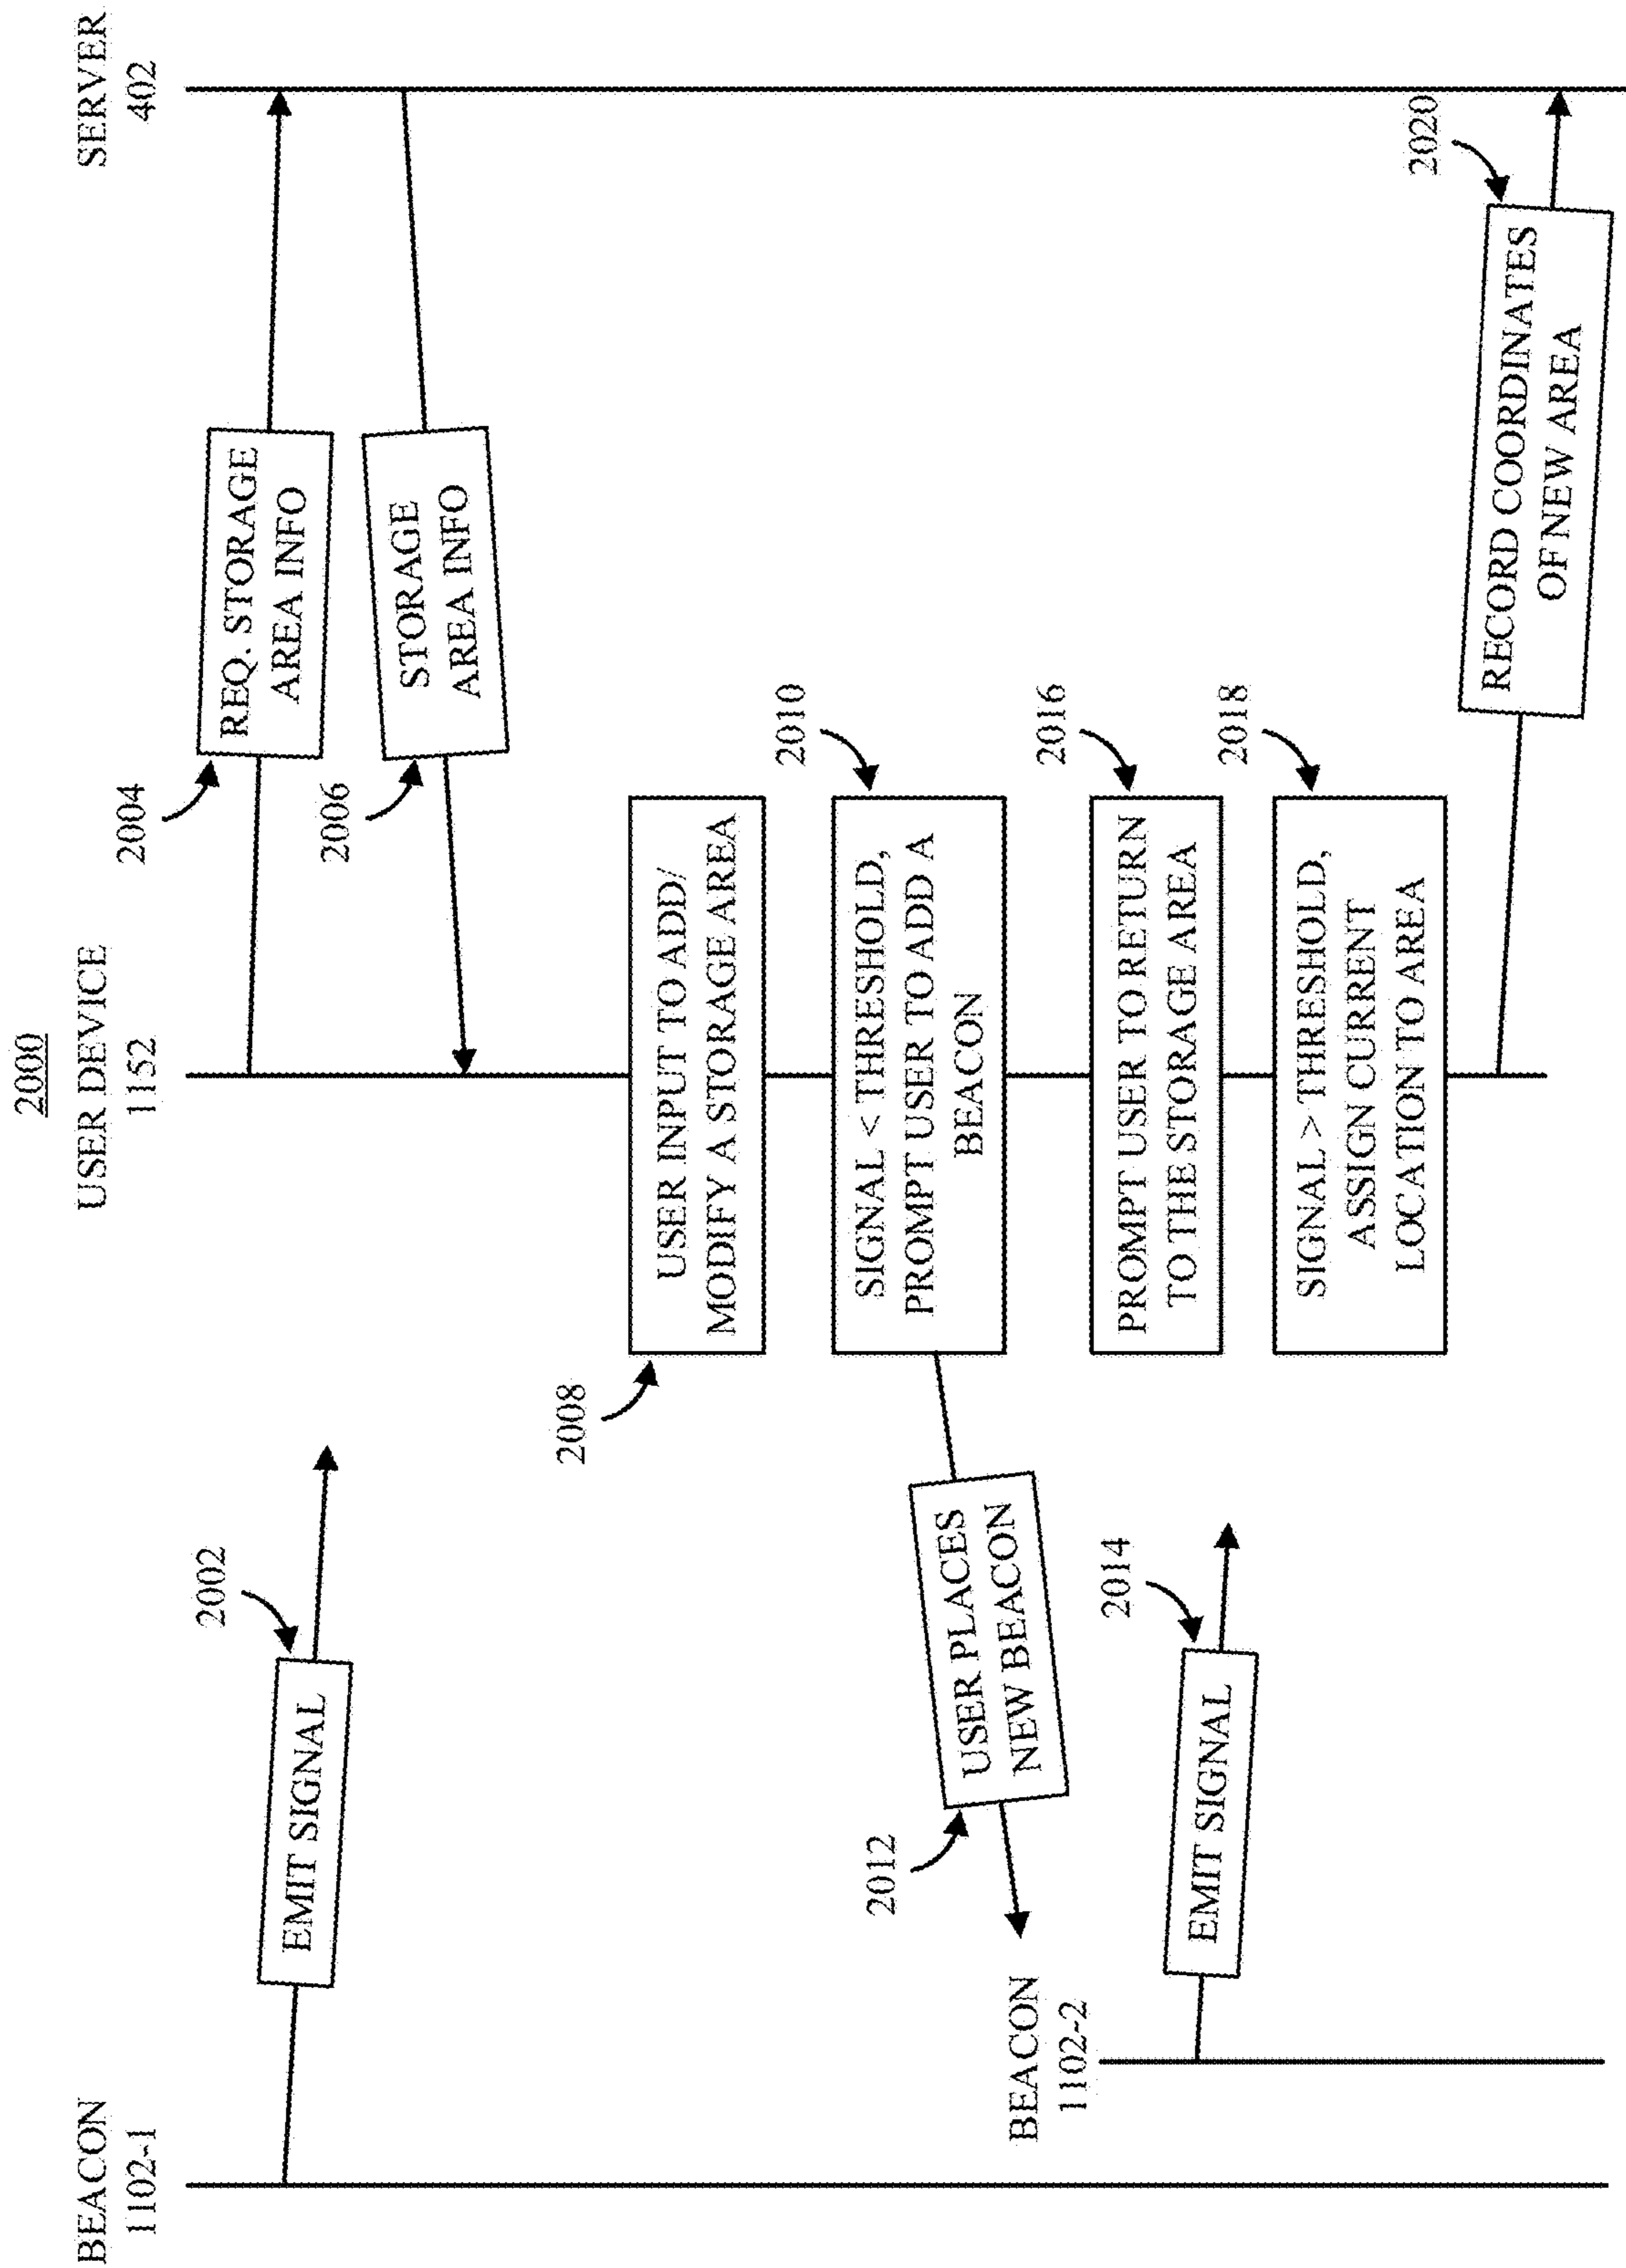 2000
BEACON
1102-1
USER DEVICE
1152
SERVER
402
2002
EMIT SIGNAL
2004
REQ. STORAGE
AREA INFO
2006
STORAGE
AREA INFO
2008
USER INPUT TO ADD/
MODIFY A STORAGE AREA
2010
SIGNAL < THRESHOLD,
PROMPT USER TO ADD A
BEACON
2012
USER PLACES
NEW BEACON
BEACON
1102-2
2014
EMIT SIGNAL
2016
PROMPT USER TO RETURN
TO THE STORAGE AREA
2018
SIGNAL > THRESHOLD,
ASSIGN CURRENT
LOCATION TO AREA
2020
RECORD COORDINATES
OF NEW AREA